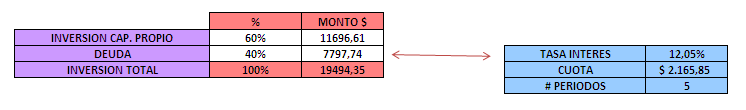 % MONTO $
INVERSION CAP. PROPIO 60% 11696,61
DEUDA 40% 7797,74
INVERSION TOTAL 100% 19494,35
TASA INTERES 12,05%
CUOTA $ 2.165,85
# PERIODOS 5